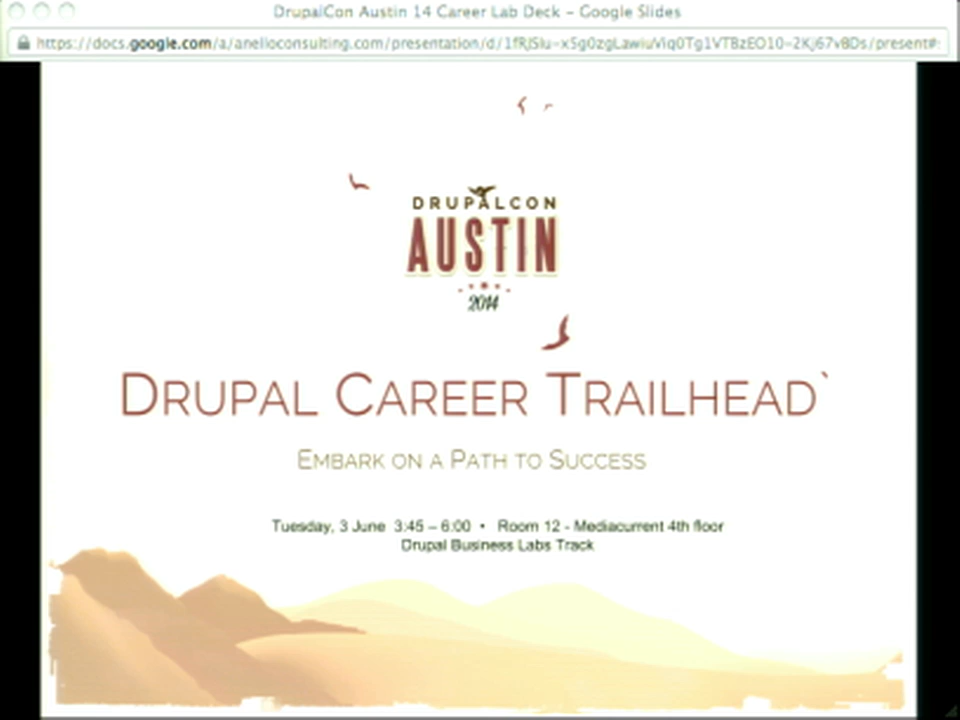 DrupalCon Austin 14 Career Lab Deck – Google Slides
DRUPALCON
AUSTIN
2014
DRUPAL CAREER TRAILHEAD`
EMBARK ON A PATH TO SUCCESS
Tuesday, 3 June 3:45 – 6:00 • Room 12 - Mediacurrent 4th floor
Drupal Business Labs Track